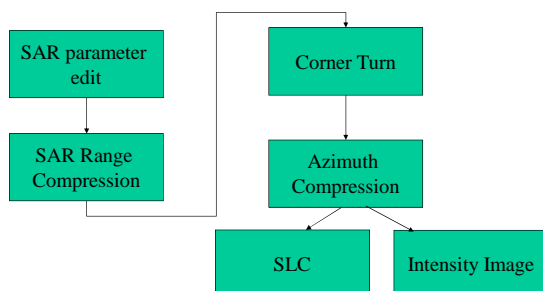 SAR parameter
edit
SAR Range
Compression
Corner Turn
Azimuth
Compression
SLC
Intensity Image